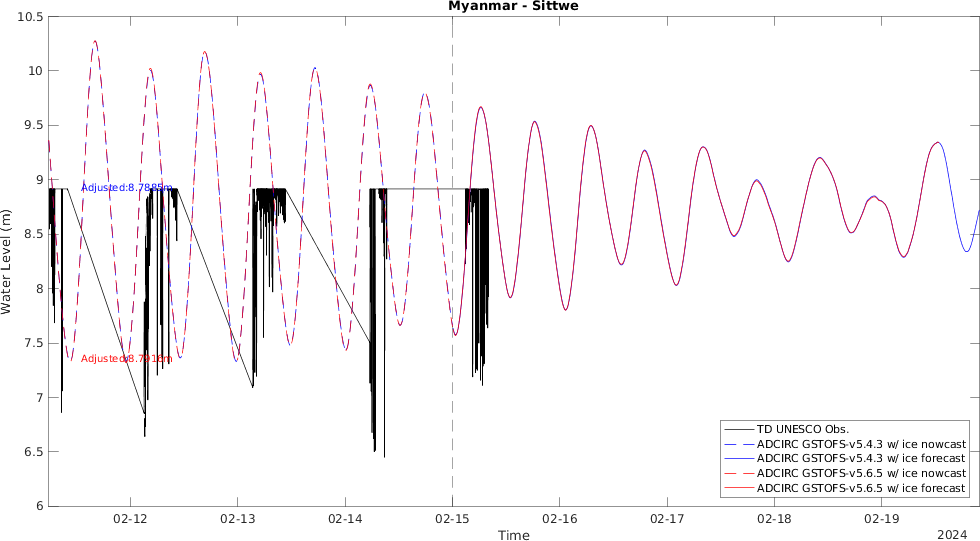 Myanmar - Sittwe
10.5
10
9.5
9
8.5
8
7.5
7
6.5
6
Water Level (m)
Adjusted:8.7885m
Adjusted:8.7916m
TD UNESCO Obs.
ADCIRC GSTOFS-v5.4.3 w/ ice nowcast
ADCIRC GSTOFS-v5.4.3 w/ ice forecast
ADCIRC GSTOFS-v5.6.5 w/ ice nowcast
ADCIRC GSTOFS-v5.6.5 w/ ice forecast
02-12 02-13 02-14 02-15 02-16 02-17 02-18 02-19
Time
2024